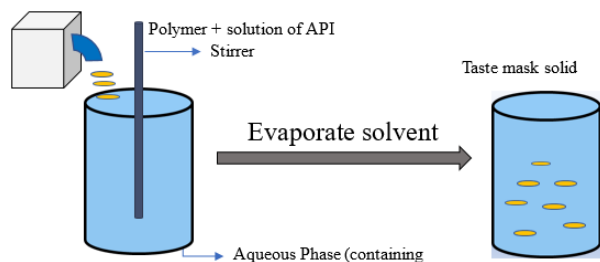 Polymer + solution of API
Stirrer
Taste mask solid
Evaporate solvent
Aqueous Phase (containing